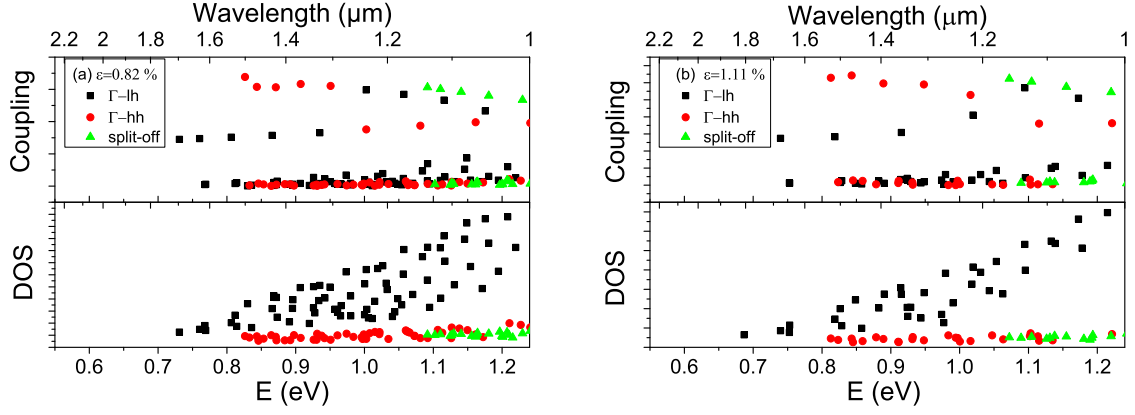 Wavelength (µm)
2.2 2 1.8 1.6 1.4 1.2 1
(a) ε=0.82 %
Γ–lh
Γ–hh
split-off
Coupling
DOS
0.6 0.7 0.8 0.9 1.0 1.1 1.2
E (eV)
Wavelength (µm)
2.2 2 1.8 1.6 1.4 1.2 1
(b) ε=1.11 %
Γ–lh
Γ–hh
split-off
Coupling
DOS
0.6 0.7 0.8 0.9 1.0 1.1 1.2
E (eV)